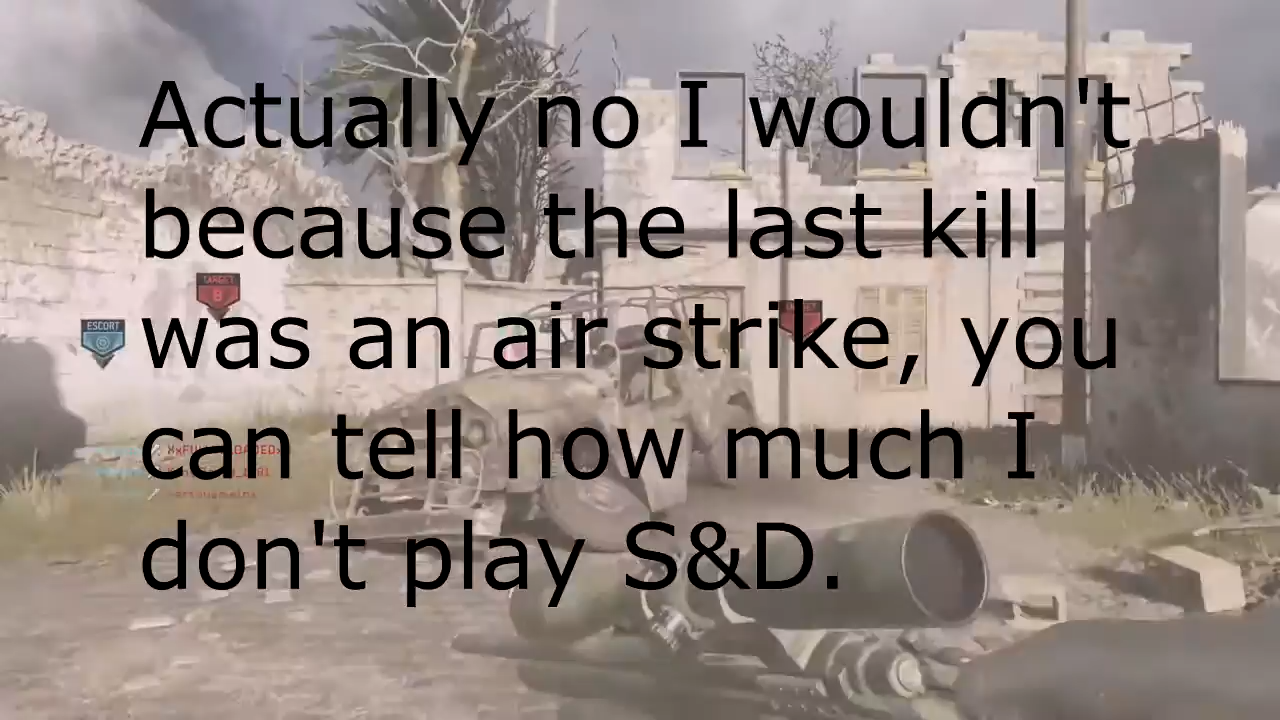 Actually no I wouldn't
because the last kill
TARGET
B
ESCORT
was an air strike, you
can tell how much I
don't play S&D.